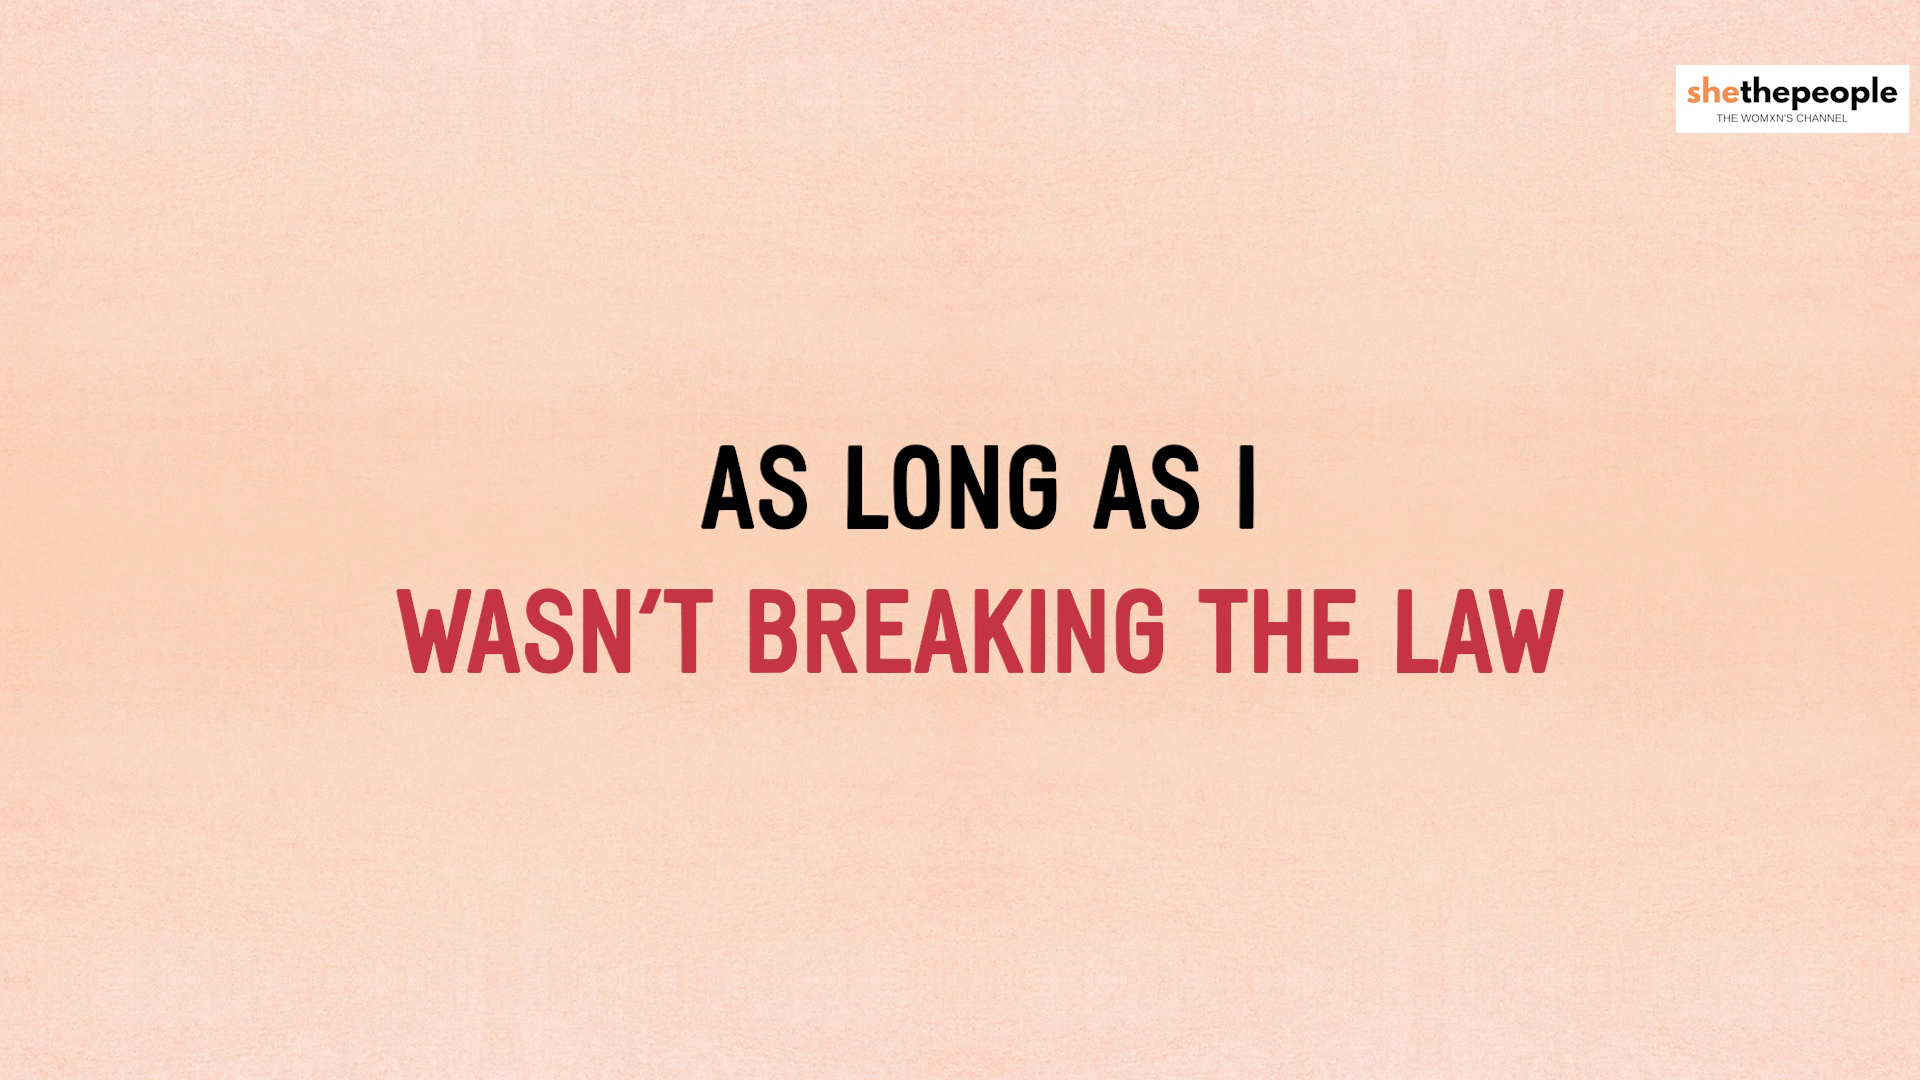 shethepeople
THE WOMXN'S CHANNEL
AS LONG AS I
WASN'T BREAKING THE LAW